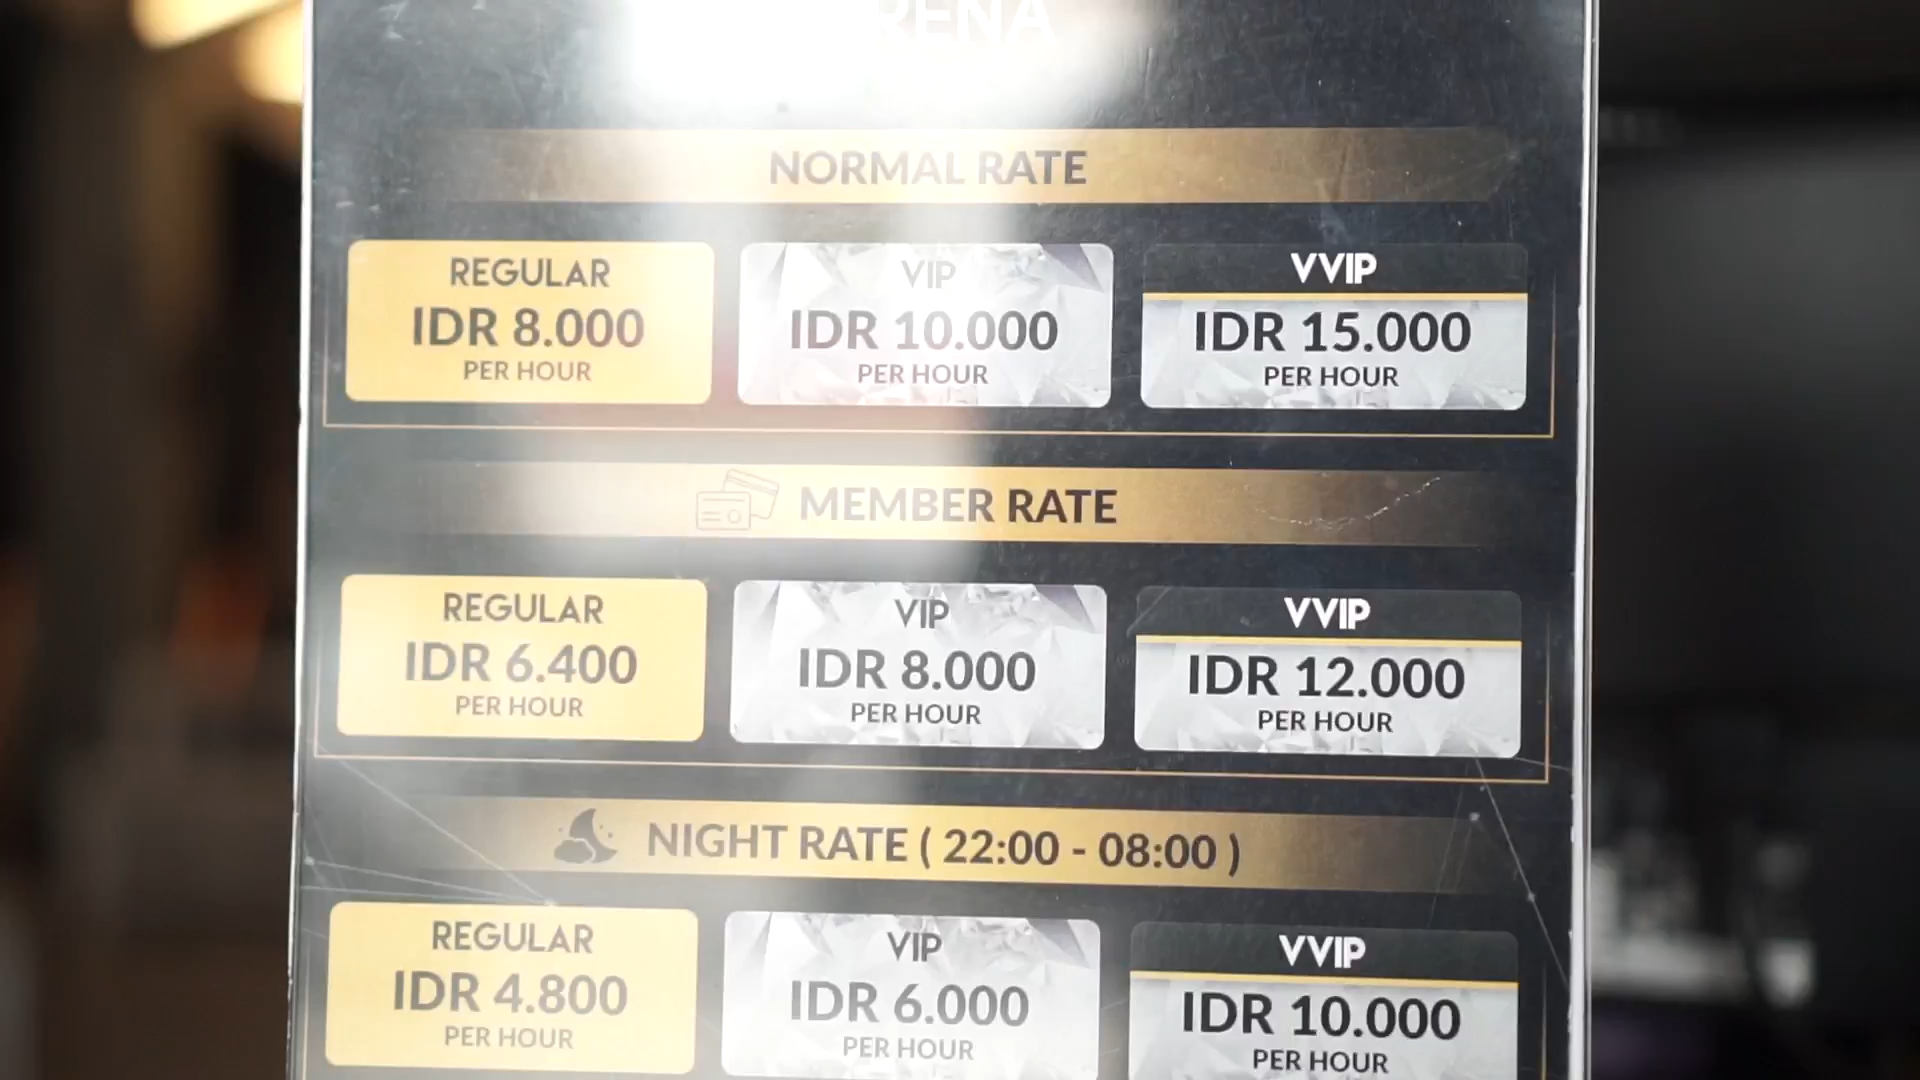 RENA
NORMAL RATE
REGULAR
IDR 8.000
PER HOUR
VIP
IDR 10.000
PER HOUR
VVIP
IDR 15.000
PER HOUR
MEMBER RATE
REGULAR
IDR 6.400
PER HOUR
VIP
IDR 8.000
PER HOUR
VVIP
IDR 12.000
PER HOUR
NIGHT RATE ( 22:00 - 08:00 )
REGULAR
IDR 4.800
PER HOUR
VIP
IDR 6.000
PER HOUR
VVIP
IDR 10.000
PER HOUR